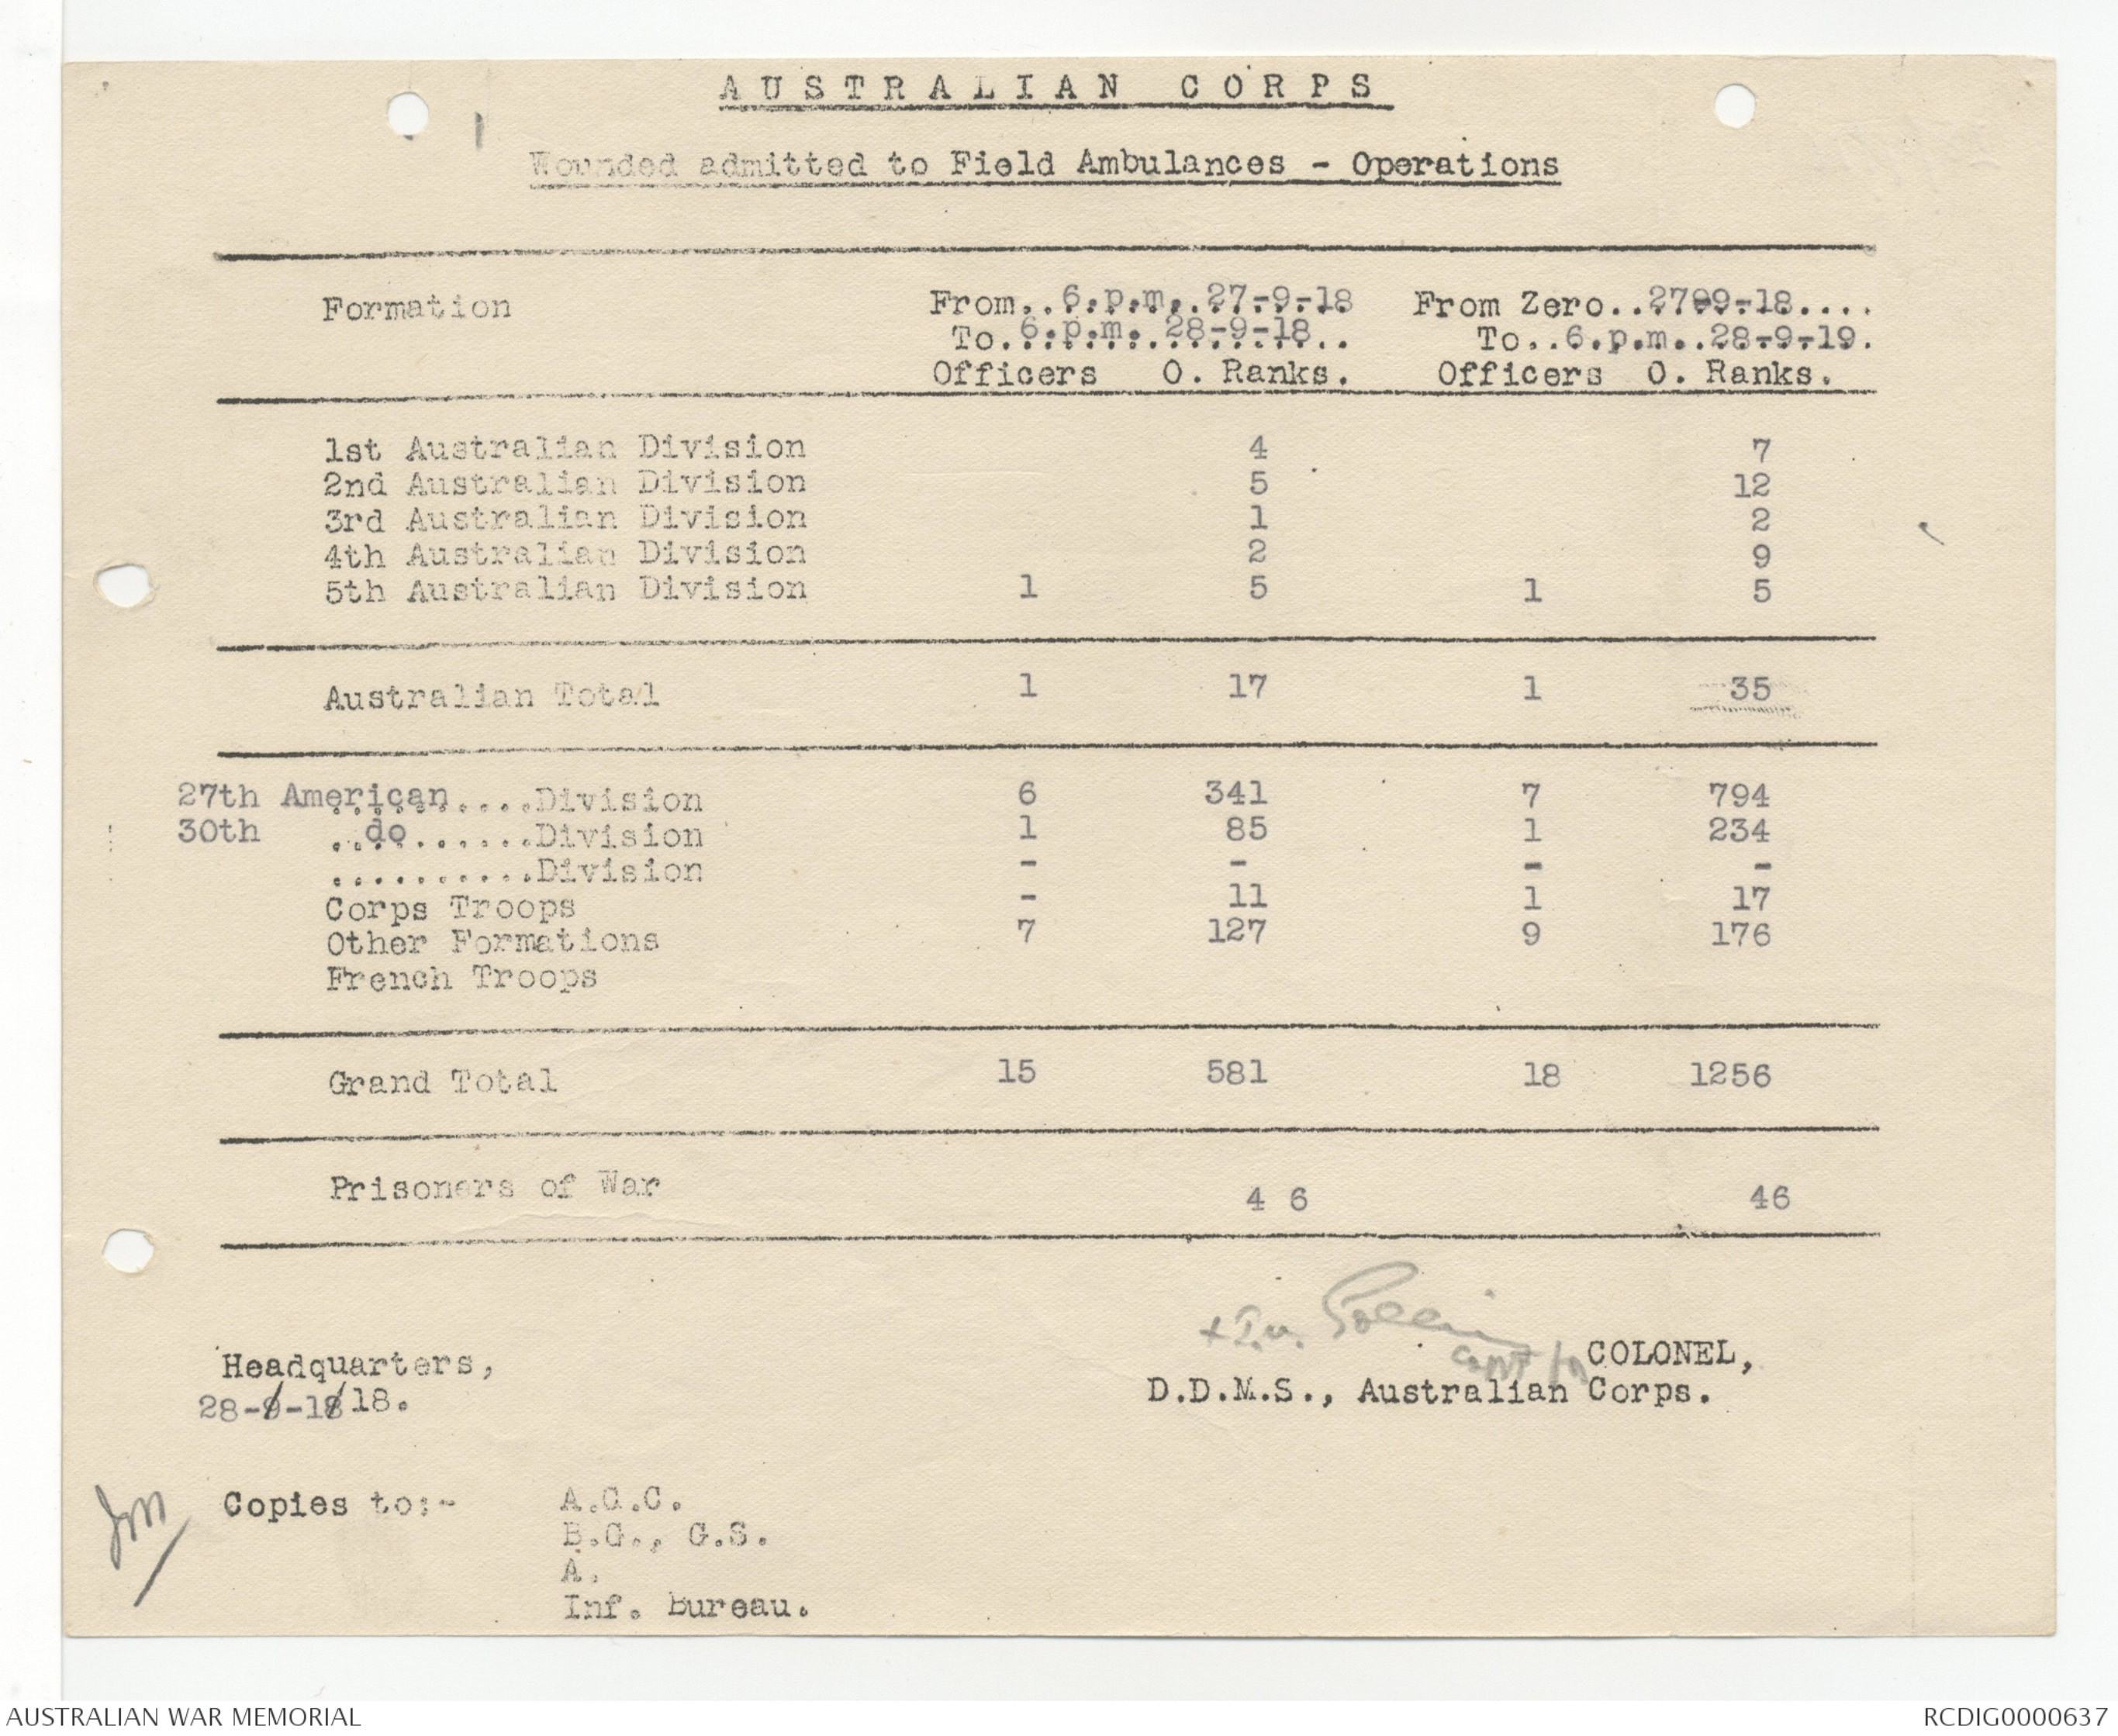 AUSTRALIAN CORPS
Wounded admitted to Field Ambulances - Operations
Formation From..6.p.m..27-9-18 From Zero..2709-18....
To.6.p.m. 28-9-18.. To..6.p.m..28-9-19.
Officers O. Ranks. Officers O. Ranks.
1st Australian Division 4 7
2nd Australian Division 5 12
3rd Australian Division 1 2
4th Australian Division 2 9
5th Australian Division 1 5 1 5
Australian Total 1 17 1 35
27th American....Division 6 341 7 794
30th ..do......Division 1 85 1 234
..........Division - - - -
Corps Troops - 11 1 17
Other Formations 7 127 9 176
French Troops
Grand Total 15 581 18 1256
Prisoners of War 4 6 46
Capt /n COLONEL,
Headquarters,
D.D.M.S., Australian Corps.
28-9-18 18.
Copies to:- A.C.C.
B.G., G.S.
A.
Inf. Bureau.
AUSTRALIAN WAR MEMORIAL RCDIG0000637